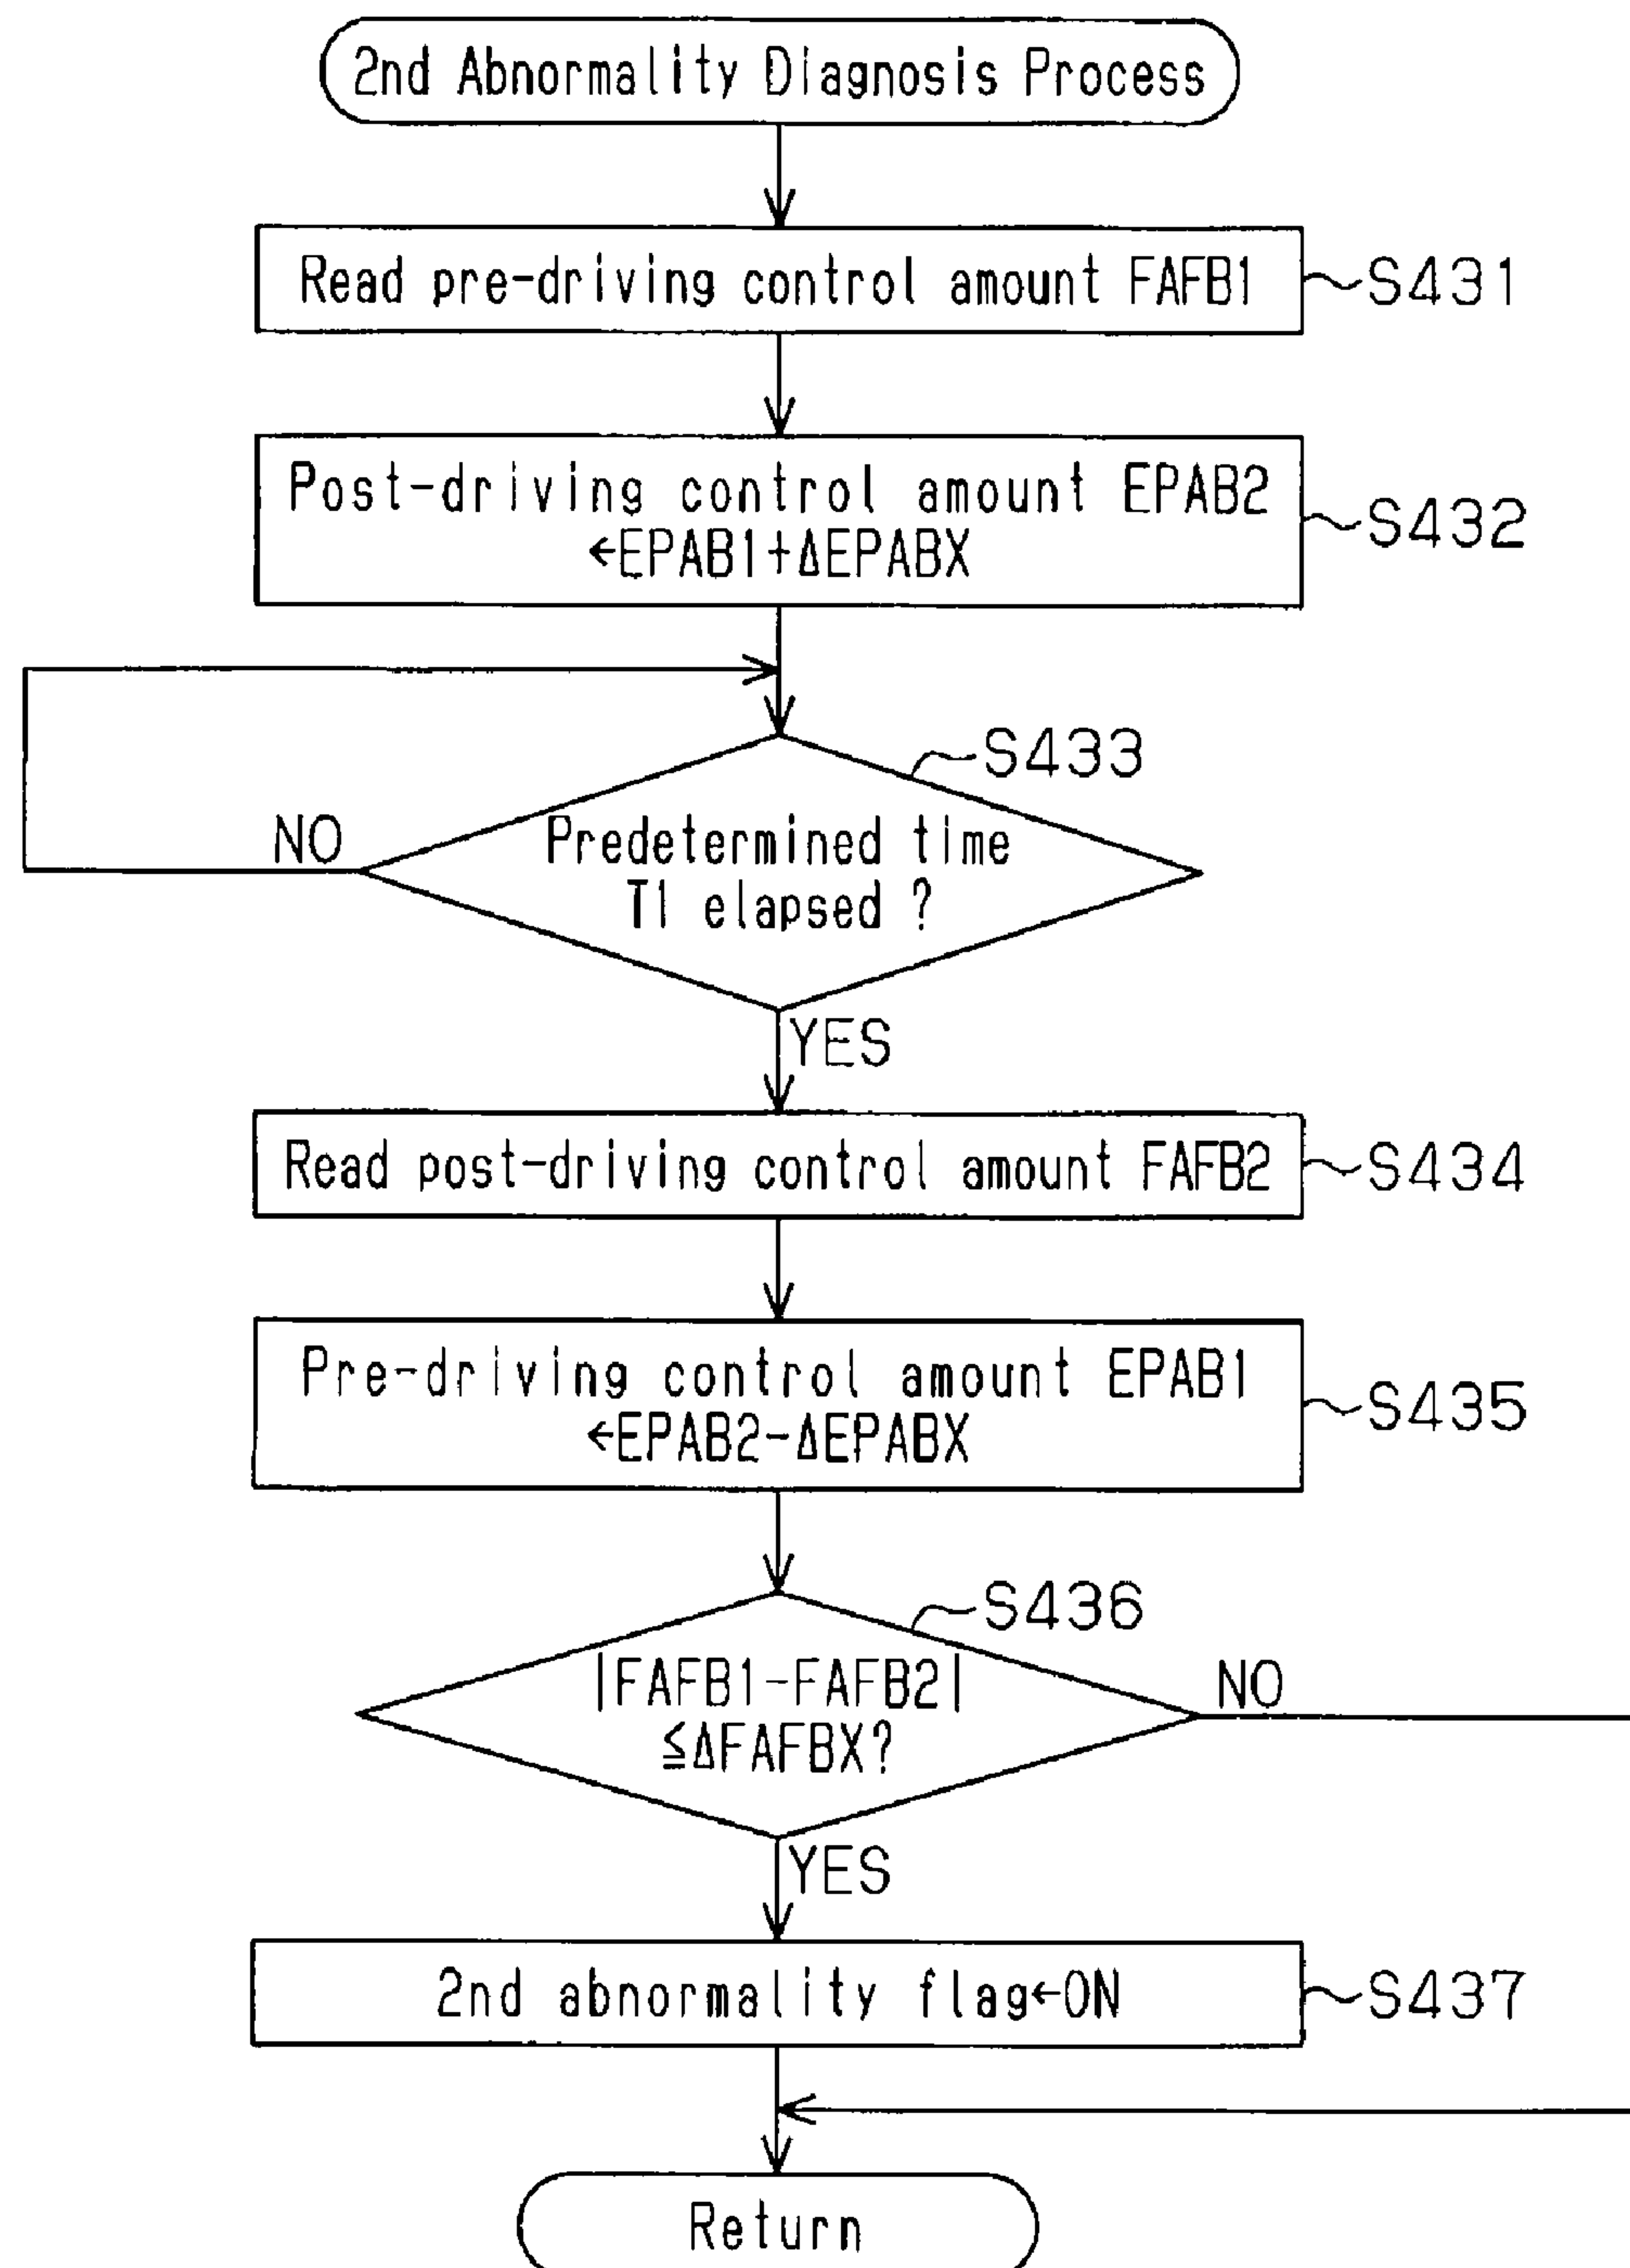 2nd Abnormality Diagnosis Process
Read pre-driving control amount FAFB1
S431
Post-driving control amount EPAB2
←EPAB1+ΔEPABX
S432
S433
NO
Predetermined time
T1 elapsed ?
YES
Read post-driving control amount FAFB2
S434
Pre-driving control amount EPAB1
←EPAB2-ΔEPABX
S435
S436
|FAFB1-FAFB2|
≦ΔFAFBX?
NO
YES
2nd abnormality flag←ON
S437
Return